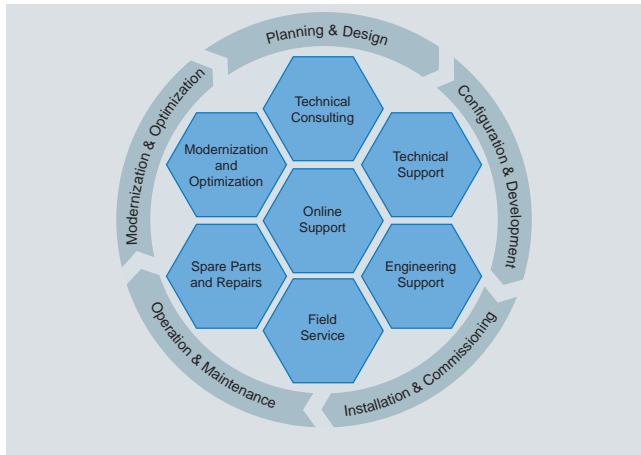 Planning & Design
Configuration & Development
Installation & Commissioning
Operation & Maintenance
Modernization & Optimization
Technical
Consulting
Modernization
and
Optimization
Technical
Support
Online
Support
Spare Parts
and Repairs
Engineering
Support
Field
Service